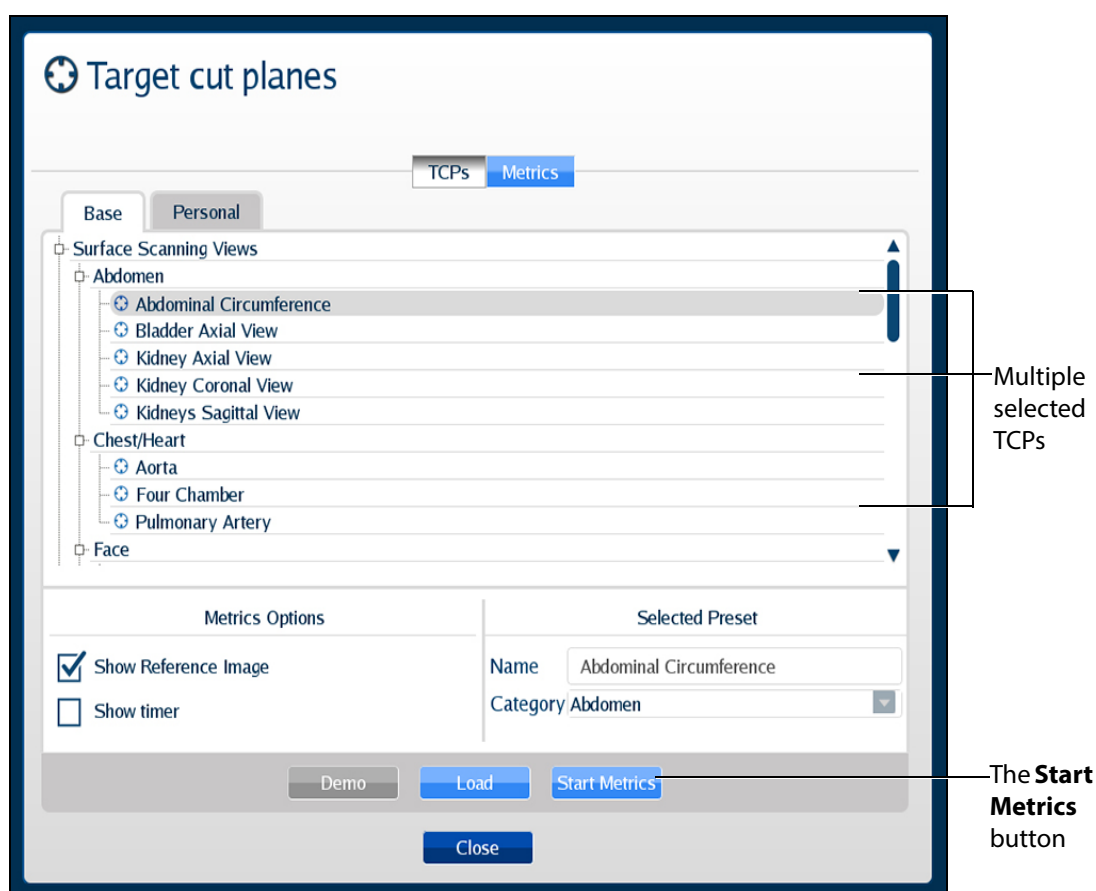 Target cut planes
TCPs Metrics
Base Personal
Surface Scanning Views
Abdomen
Abdominal Circumference
Bladder Axial View
Kidney Axial View
Kidney Coronal View
Kidneys Sagittal View
Chest/Heart
Aorta
Four Chamber
Pulmonary Artery
Face
Multiple
selected
TCPs
Metrics Options
Show Reference Image
Show timer
Selected Preset
Name Abdominal Circumference
Category Abdomen
Demo Load Start Metrics
Close
The Start
Metrics
button